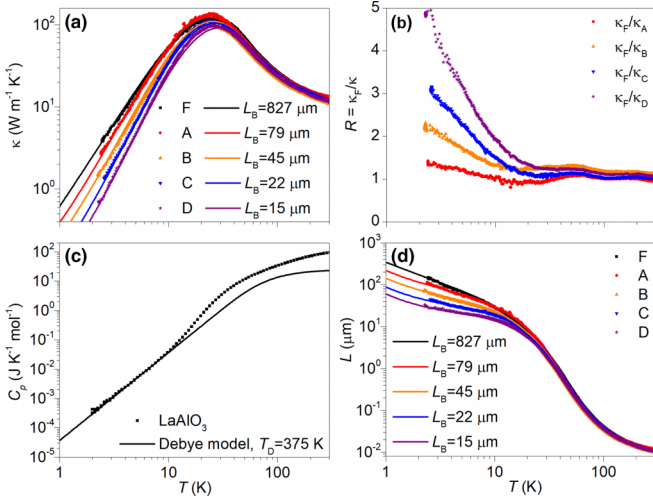 (a)
κ (W m⁻¹ K⁻¹)
10²
10¹
10⁰
F L_B=827 μm
A L_B=79 μm
B L_B=45 μm
C L_B=22 μm
D L_B=15 μm
(b)
R = κ_F/κ
5
4
3
2
1
0
κ_F/κ_A
κ_F/κ_B
κ_F/κ_C
κ_F/κ_D
(c)
C_p (J K⁻¹ mol⁻¹)
10²
10¹
10⁰
10⁻¹
10⁻²
10⁻³
10⁻⁴
10⁻⁵
LaAlO₃
Debye model, T_D=375 K
1 10 100
T (K)
(d)
L (μm)
10³
10²
10¹
10⁰
10⁻¹
10⁻²
F
A
B
C
D
L_B=827 μm
L_B=79 μm
L_B=45 μm
L_B=22 μm
L_B=15 μm
1 10 100
T (K)